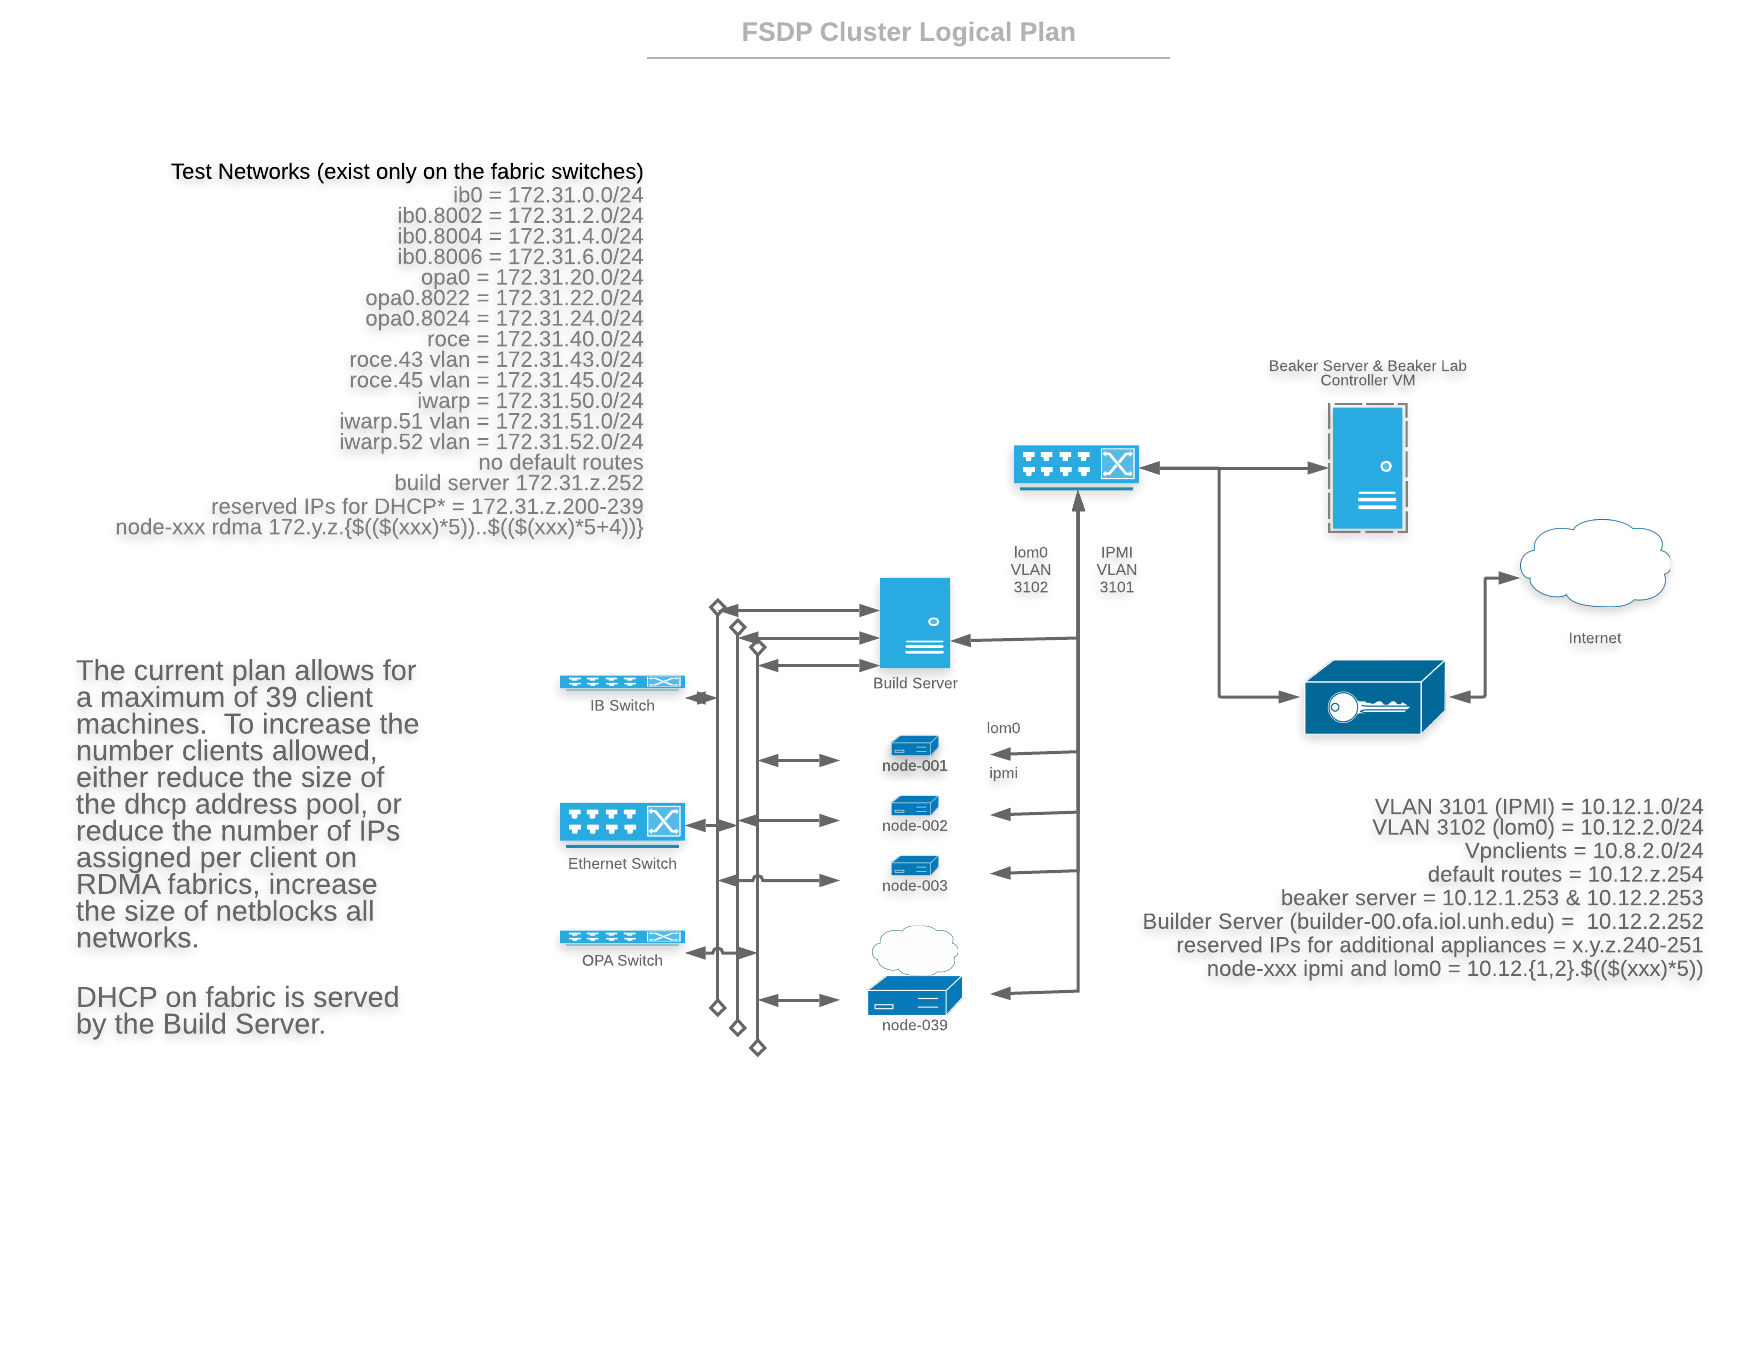 FSDP Cluster Logical Plan
Test Networks (exist only on the fabric switches)
ib0 = 172.31.0.0/24
ib0.8002 = 172.31.2.0/24
ib0.8004 = 172.31.4.0/24
ib0.8006 = 172.31.6.0/24
opa0 = 172.31.20.0/24
opa0.8022 = 172.31.22.0/24
opa0.8024 = 172.31.24.0/24
roce = 172.31.40.0/24
roce.43 vlan = 172.31.43.0/24
roce.45 vlan = 172.31.45.0/24
iwarp = 172.31.50.0/24
iwarp.51 vlan = 172.31.51.0/24
iwarp.52 vlan = 172.31.52.0/24
no default routes
build server 172.31.z.252
reserved IPs for DHCP* = 172.31.z.200-239
node-xxx rdma 172.y.z.{$(($(xxx)*5))..$(($(xxx)*5+4))}
The current plan allows for
a maximum of 39 client
machines.  To increase the
number clients allowed,
either reduce the size of
the dhcp address pool, or
reduce the number of IPs
assigned per client on
RDMA fabrics, increase
the size of netblocks all
networks.
DHCP on fabric is served
by the Build Server.
IB Switch
Ethernet Switch
OPA Switch
Build Server
node-001
node-002
node-003
node-039
lom0
ipmi
lom0
VLAN
3102
IPMI
VLAN
3101
Beaker Server & Beaker Lab
Controller VM
Internet
VLAN 3101 (IPMI) = 10.12.1.0/24
VLAN 3102 (lom0) = 10.12.2.0/24
Vpnclients = 10.8.2.0/24
default routes = 10.12.z.254
beaker server = 10.12.1.253 & 10.12.2.253
Builder Server (builder-00.ofa.iol.unh.edu) =  10.12.2.252
reserved IPs for additional appliances = x.y.z.240-251
node-xxx ipmi and lom0 = 10.12.{1,2}.$(($(xxx)*5))